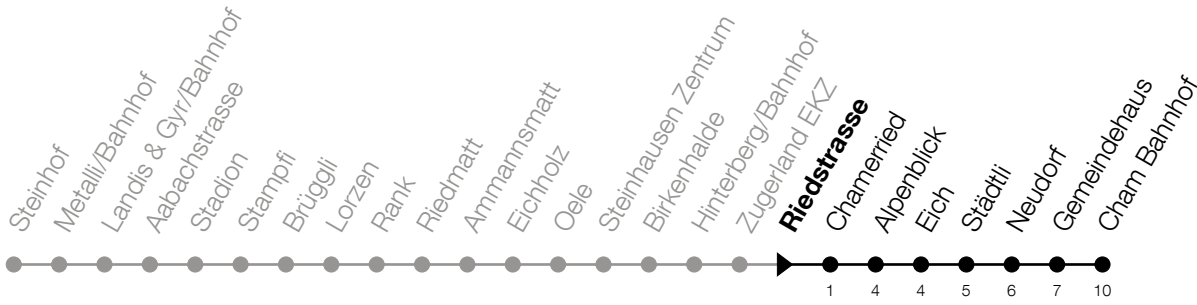 Steinhof
Metalli/Bahnhof
Landis & Gyr/Bahnhof
Aabachstrasse
Stadion
Stampfi
Brüggli
Lorzen
Rank
Riedmatt
Ammannsmatt
Eichholz
Oele
Steinhausen Zentrum
Birkenhalde
Hinterberg/Bahnhof
Zugerland EKZ
Riedstrasse
Chamerried
Alpenblick
Eich
Städtli
Neudorf
Gemeindehaus
Cham Bahnhof
1 4 4 5 6 7 10